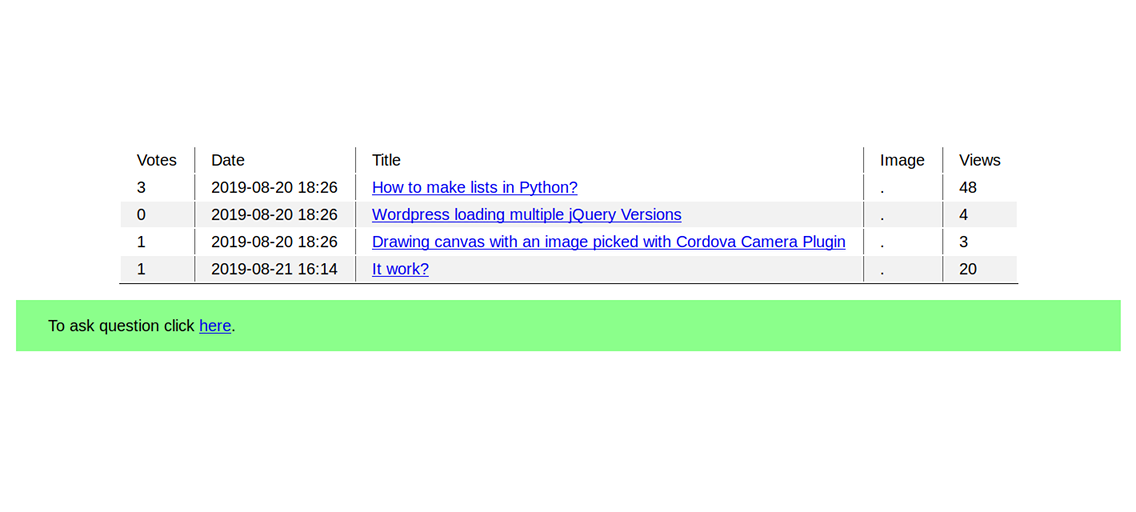 Votes Date Title Image Views
3 2019-08-20 18:26 How to make lists in Python? . 48
0 2019-08-20 18:26 Wordpress loading multiple jQuery Versions . 4
1 2019-08-20 18:26 Drawing canvas with an image picked with Cordova Camera Plugin . 3
1 2019-08-21 16:14 It work? . 20
To ask question click here.